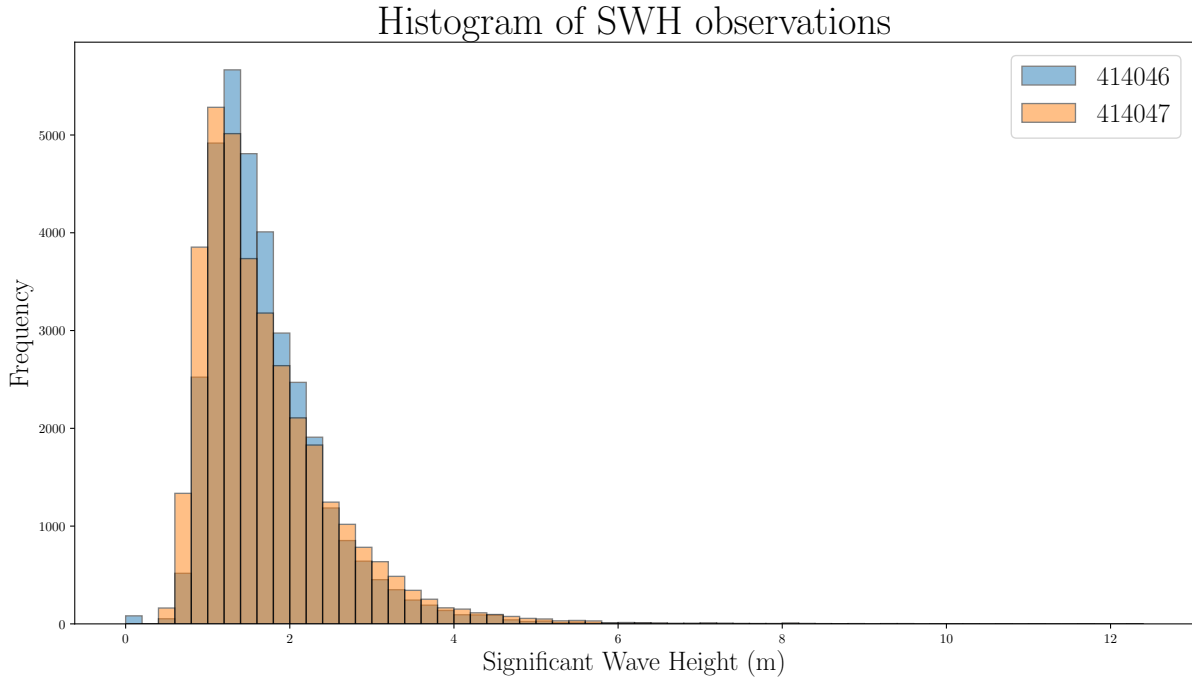 Histogram of SWH observations
414046
414047
5000
4000
3000
2000
1000
0
Frequency
0 2 4 6 8 10 12
Significant Wave Height (m)